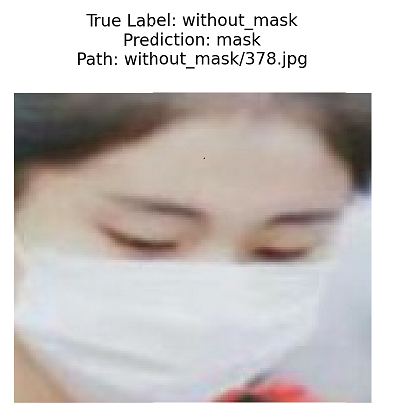 True Label: without_mask
Prediction: mask
Path: without_mask/378.jpg